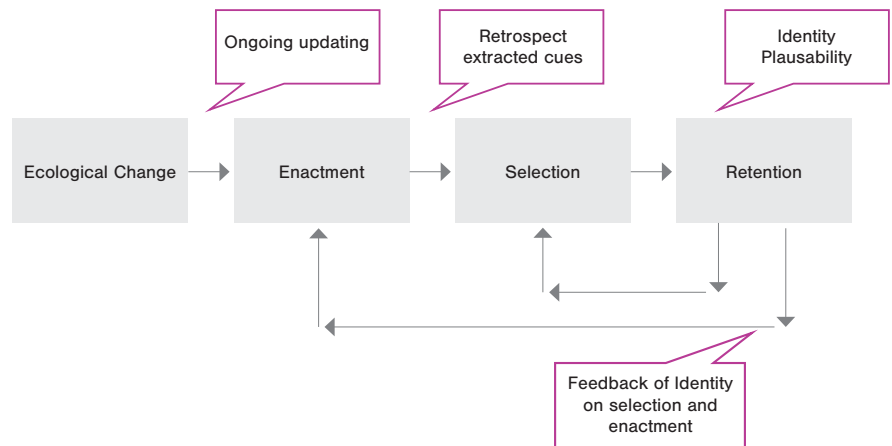 Ongoing updating
Retrospect
extracted cues
Identity
Plausability
Ecological Change
Enactment
Selection
Retention
Feedback of Identity
on selection and
enactment